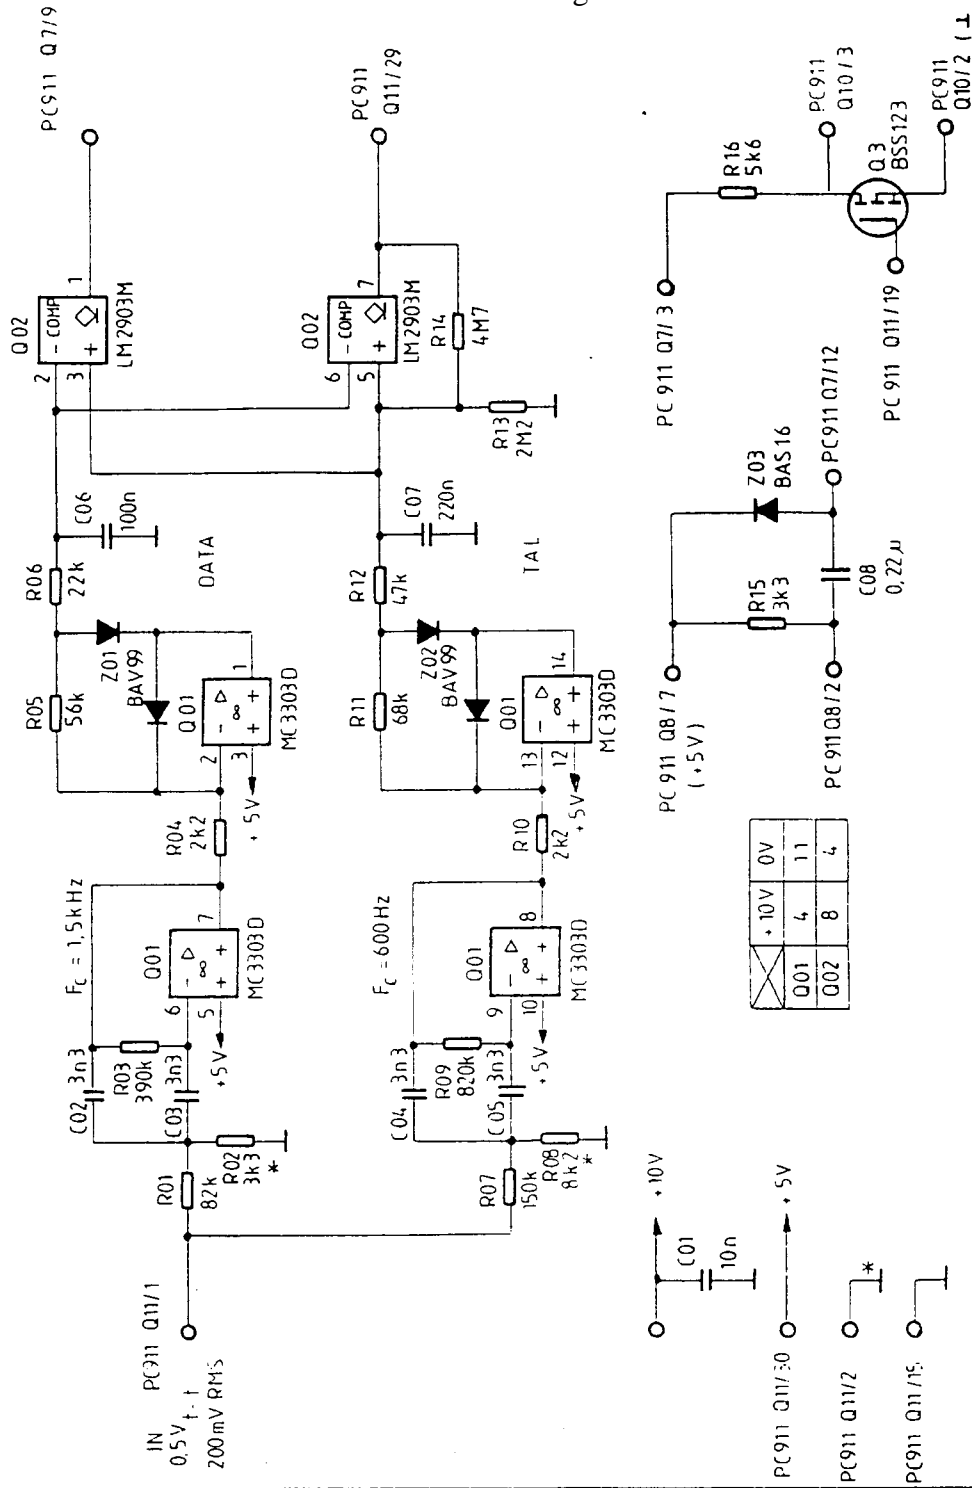 IN
0,5V t-t
200mV RMS
PC911 Q11/1
R01
82k
R02
3k3
*
C02
3n3
R03
390k
C03
3n3
+5V
FC = 1,5kHz
6
5
7
Q01
MC3303D
R04
2k2
+5V
R05
56k
Z01
BAV99
2
3
1
Q01
MC3303D
R06
22k
C06
100n
DATA
2
3
1
Q02
COMP
LM2903M
PC911 Q7/9
R07
150k
R08
8k2
*
C04
3n3
R09
820k
C05
3n3
+5V
FC = 600Hz
9
10
8
Q01
MC3303D
R10
2k2
+5V
R11
68k
Z02
BAV99
13
12
14
Q01
MC3303D
R12
47k
C07
220n
TAL
R13
2M2
R14
4M7
6
5
7
Q02
COMP
LM2903M
PC911
Q11/29
+10V
C01
10n
PC911 Q11/30
+5V
PC911 Q11/2
*
PC911 Q11/15
+10V 0V
Q01 4 11
Q02 8 4
PC911 Q8/7
(+5V)
PC911 Q8/2
R15
3k3
C08
0,22µ
Z03
BAS16
PC911 Q7/12
PC911 Q7/3
R16
5k6
PC911
Q10/3
Q3
BSS123
PC911 Q11/19
PC911
Q10/2 (⊥